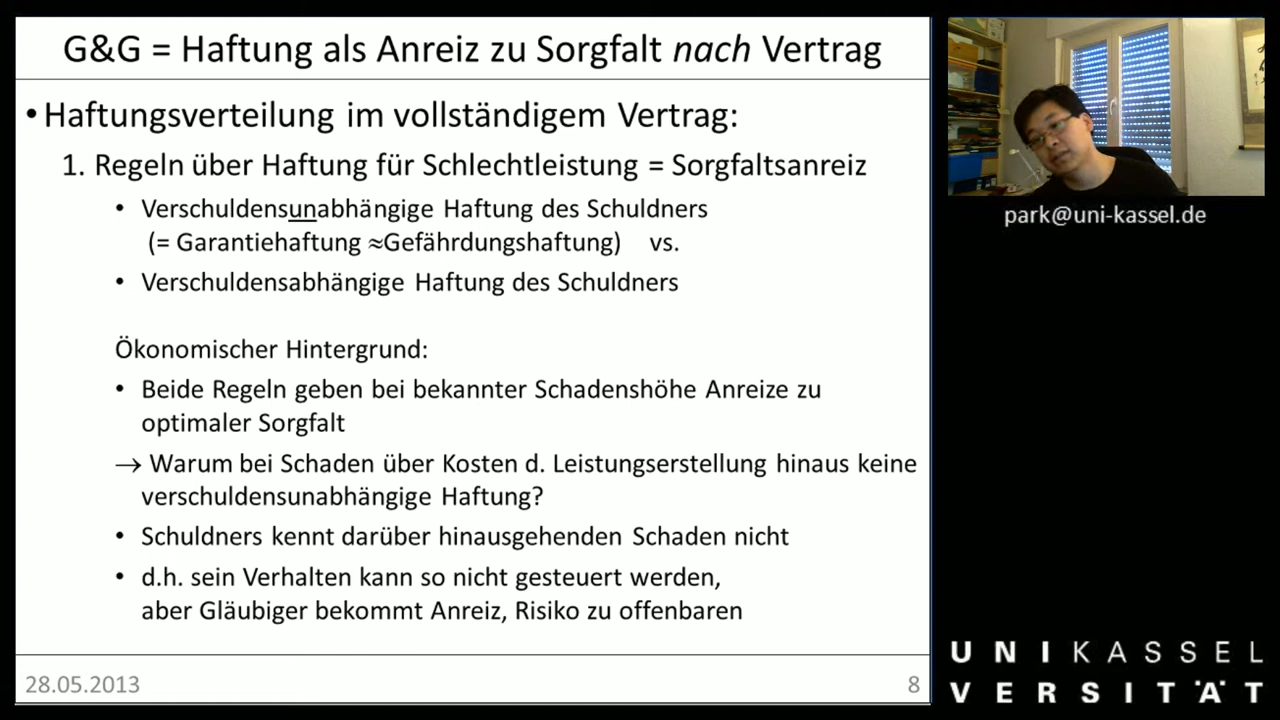 G&G = Haftung als Anreiz zu Sorgfalt nach Vertrag
• Haftungsverteilung im vollständigem Vertrag:
1. Regeln über Haftung für Schlechtleistung = Sorgfaltsanreiz
• Verschuldensunabhängige Haftung des Schuldners
(= Garantiehaftung ≈Gefährdungshaftung) vs.
• Verschuldensabhängige Haftung des Schuldners
Ökonomischer Hintergrund:
• Beide Regeln geben bei bekannter Schadenshöhe Anreize zu
optimaler Sorgfalt
→ Warum bei Schaden über Kosten d. Leistungserstellung hinaus keine
verschuldensunabhängige Haftung?
• Schuldners kennt darüber hinausgehenden Schaden nicht
• d.h. sein Verhalten kann so nicht gesteuert werden,
aber Gläubiger bekommt Anreiz, Risiko zu offenbaren
28.05.2013
8
park@uni-kassel.de
UNIKASSEL
VERSITÄT